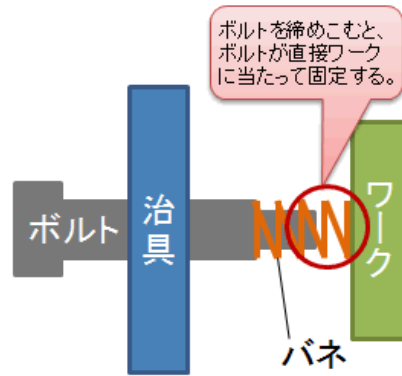 ボルトを締めこむと、
ボルトが直接ワーク
に当たって固定する。
ボルト
治具
ワーク
バネ